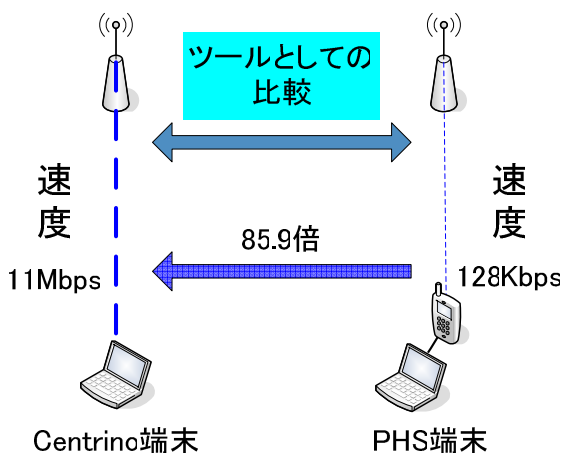 ツールとしての
比較
速
度
11Mbps
85.9倍
速
度
128Kbps
Centrino端末
PHS端末